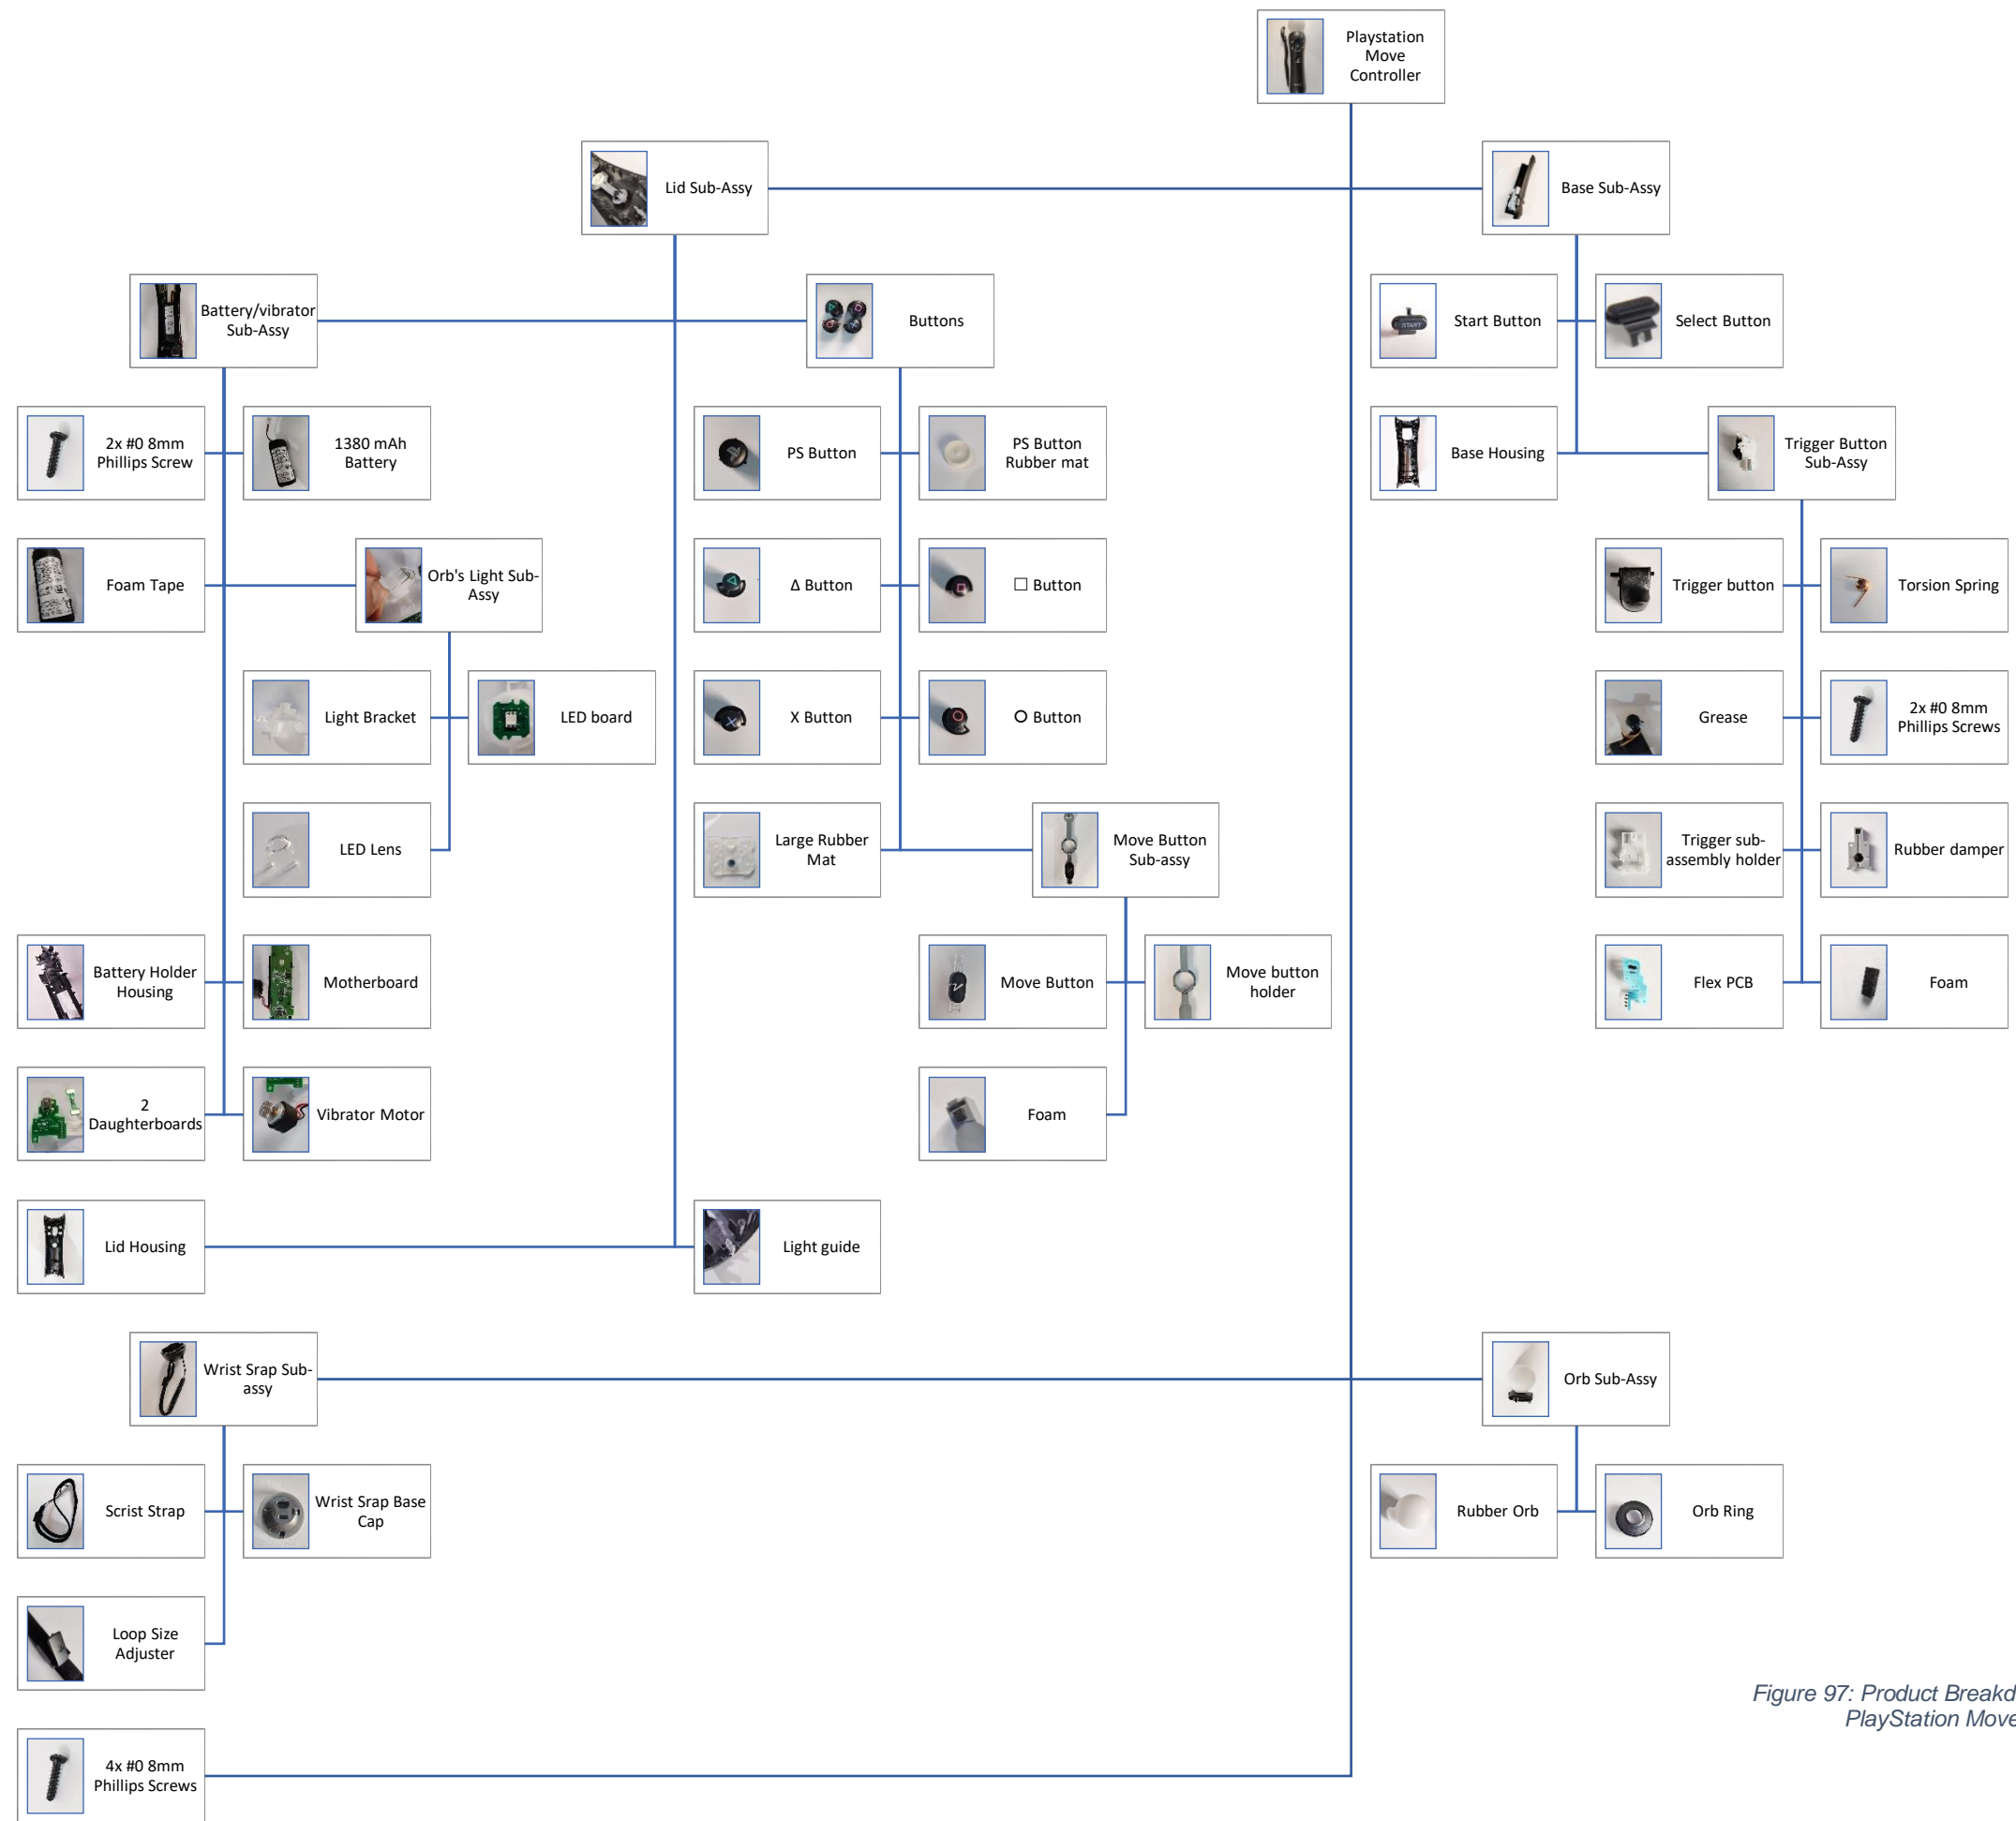 Playstation
Move
Controller
Lid Sub-Assy
Base Sub-Assy
Battery/vibrator
Sub-Assy
Buttons
Start Button
Select Button
2x #0 8mm
Phillips Screw
1380 mAh
Battery
PS Button
PS Button
Rubber mat
Base Housing
Trigger Button
Sub-Assy
Foam Tape
Orb's Light Sub-
Assy
Δ Button
□ Button
Trigger button
Torsion Spring
Light Bracket
LED board
X Button
O Button
Grease
2x #0 8mm
Phillips Screws
LED Lens
Large Rubber
Mat
Move Button
Sub-assy
Trigger sub-
assembly holder
Rubber damper
Battery Holder
Housing
Motherboard
Move Button
Move button
holder
Flex PCB
Foam
2
Daughterboards
Vibrator Motor
Foam
Lid Housing
Light guide
Wrist Srap Sub-
assy
Orb Sub-Assy
Scrist Strap
Wrist Srap Base
Cap
Rubber Orb
Orb Ring
Loop Size
Adjuster
Figure 97: Product Breakd
PlayStation Move
4x #0 8mm
Phillips Screws